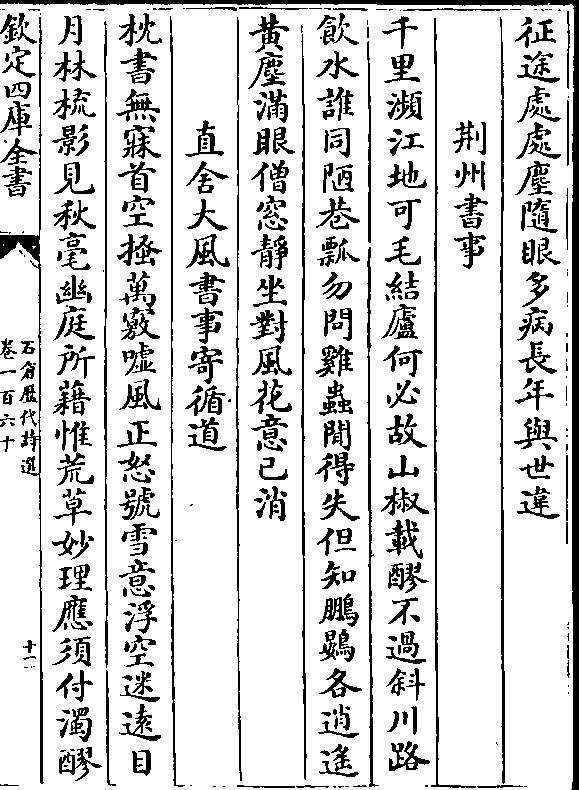 征途處處塵隨眼多病長年與世違
荆州書事
千里瀕江地可毛結廬何必故山椒載醪不過斜川路
飲水誰同陋巷瓢勿問雞蟲閒得失但知鵬鷃各逍遙
黄塵滿眼僧窓靜坐對風花意已消
直舍大風書事寄循道
枕書無寐首空搔萬竅噓風正怒號雪意浮空迷遠目
月林梳影見秋毫幽庭所藉惟荒草妙理應須付濁醪
欽定四庫全書
石倉歴代詩選
卷一百六十
十一